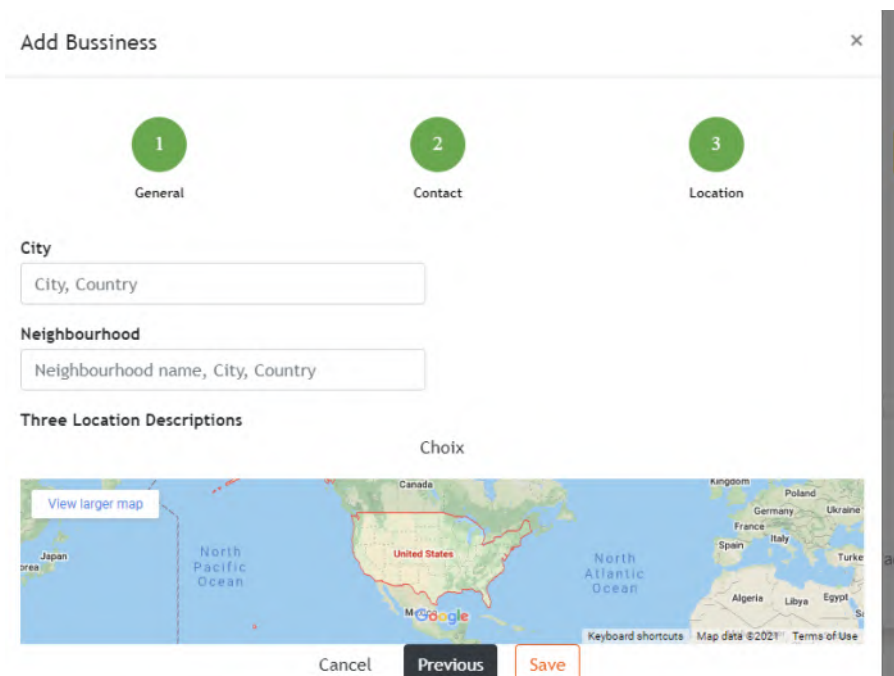 Add Bussiness ×
1 2 3
General Contact Location
City
City, Country
Neighbourhood
Neighbourhood name, City, Country
Three Location Descriptions
Choix
View larger map
Canada
Kingdom
Poland
Germany Ukraine
France
Italy
Spain
Turke
Japan
North
Pacific
Ocean
United States
North
Atlantic
Ocean
Algeria Libya Egypt
Google
Keyboard shortcuts Map data ©2021 Terms of Use
Cancel Previous Save